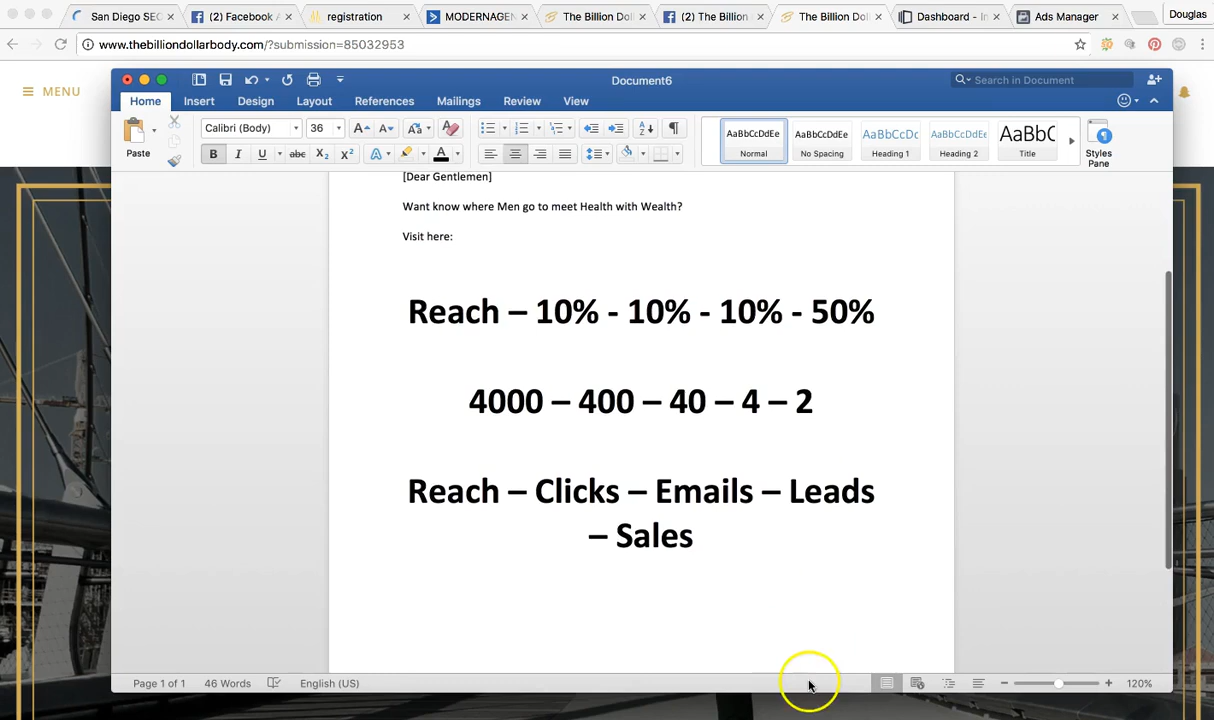 San Diego SEO
(2) Facebook
registration
MODERNAGEN
The Billion Dol
(2) The Billion
The Billion Dol
Dashboard - In
Ads Manager
Douglas
www.thebilliondollarbody.com/?submission=85032953
MENU
Document6
Search in Document
Home Insert Design Layout References Mailings Review View
Calibri (Body) 36
AaBbCcDdEe AaBbCcDdEe AaBbCcDc AaBbCcDdEe AaBbC
Paste
Normal No Spacing Heading 1 Heading 2 Title
Styles
Pane
[Dear Gentlemen]
Want know where Men go to meet Health with Wealth?
Visit here:
Reach – 10% - 10% - 10% - 50%
4000 – 400 – 40 – 4 – 2
Reach – Clicks – Emails – Leads
– Sales
Page 1 of 1 46 Words English (US) 120%